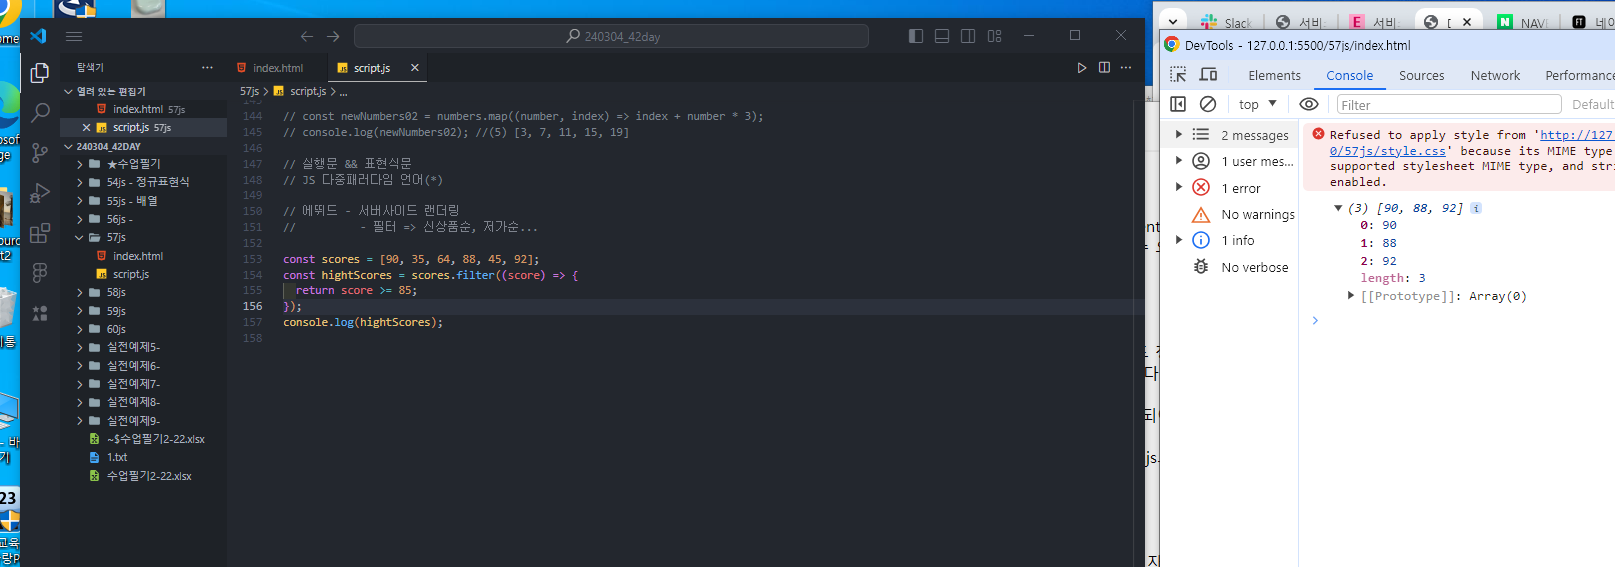 240304_42day
탐색기
index.html
script.js
열려 있는 편집기
index.html 57js
script.js 57js
240304_42DAY
★수업필기
54js - 정규표현식
55js - 배열
56js -
57js
index.html
script.js
58js
59js
60js
실전예제5-
실전예제6-
실전예제7-
실전예제8-
실전예제9-
~$수업필기2-22.xlsx
1.txt
수업필기2-22.xlsx
57js > script.js > ...
144 // const newNumbers02 = numbers.map((number, index) => index + number * 3);
145 // console.log(newNumbers02); //(5) [3, 7, 11, 15, 19]
146
147 // 실행문 && 표현식문
148 // JS 다중패러다임 언어(*)
149
150 // 에뛰드 - 서버사이드 랜더링
151 // - 필터 => 신상품순, 저가순...
152
153 const scores = [90, 35, 64, 88, 45, 92];
154 const hightScores = scores.filter((score) => {
155 return score >= 85;
156 });
157 console.log(hightScores);
158
Slack
NAV
DevTools - 127.0.0.1:5500/57js/index.html
Elements Console Sources Network Performance
top Filter Default
2 messages
1 user mes...
1 error
No warnings
1 info
No verbose
Refused to apply style from 'http://127
0/57js/style.css' because its MIME type
supported stylesheet MIME type, and stri
enabled.
(3) [90, 88, 92]
0: 90
1: 88
2: 92
length: 3
[[Prototype]]: Array(0)